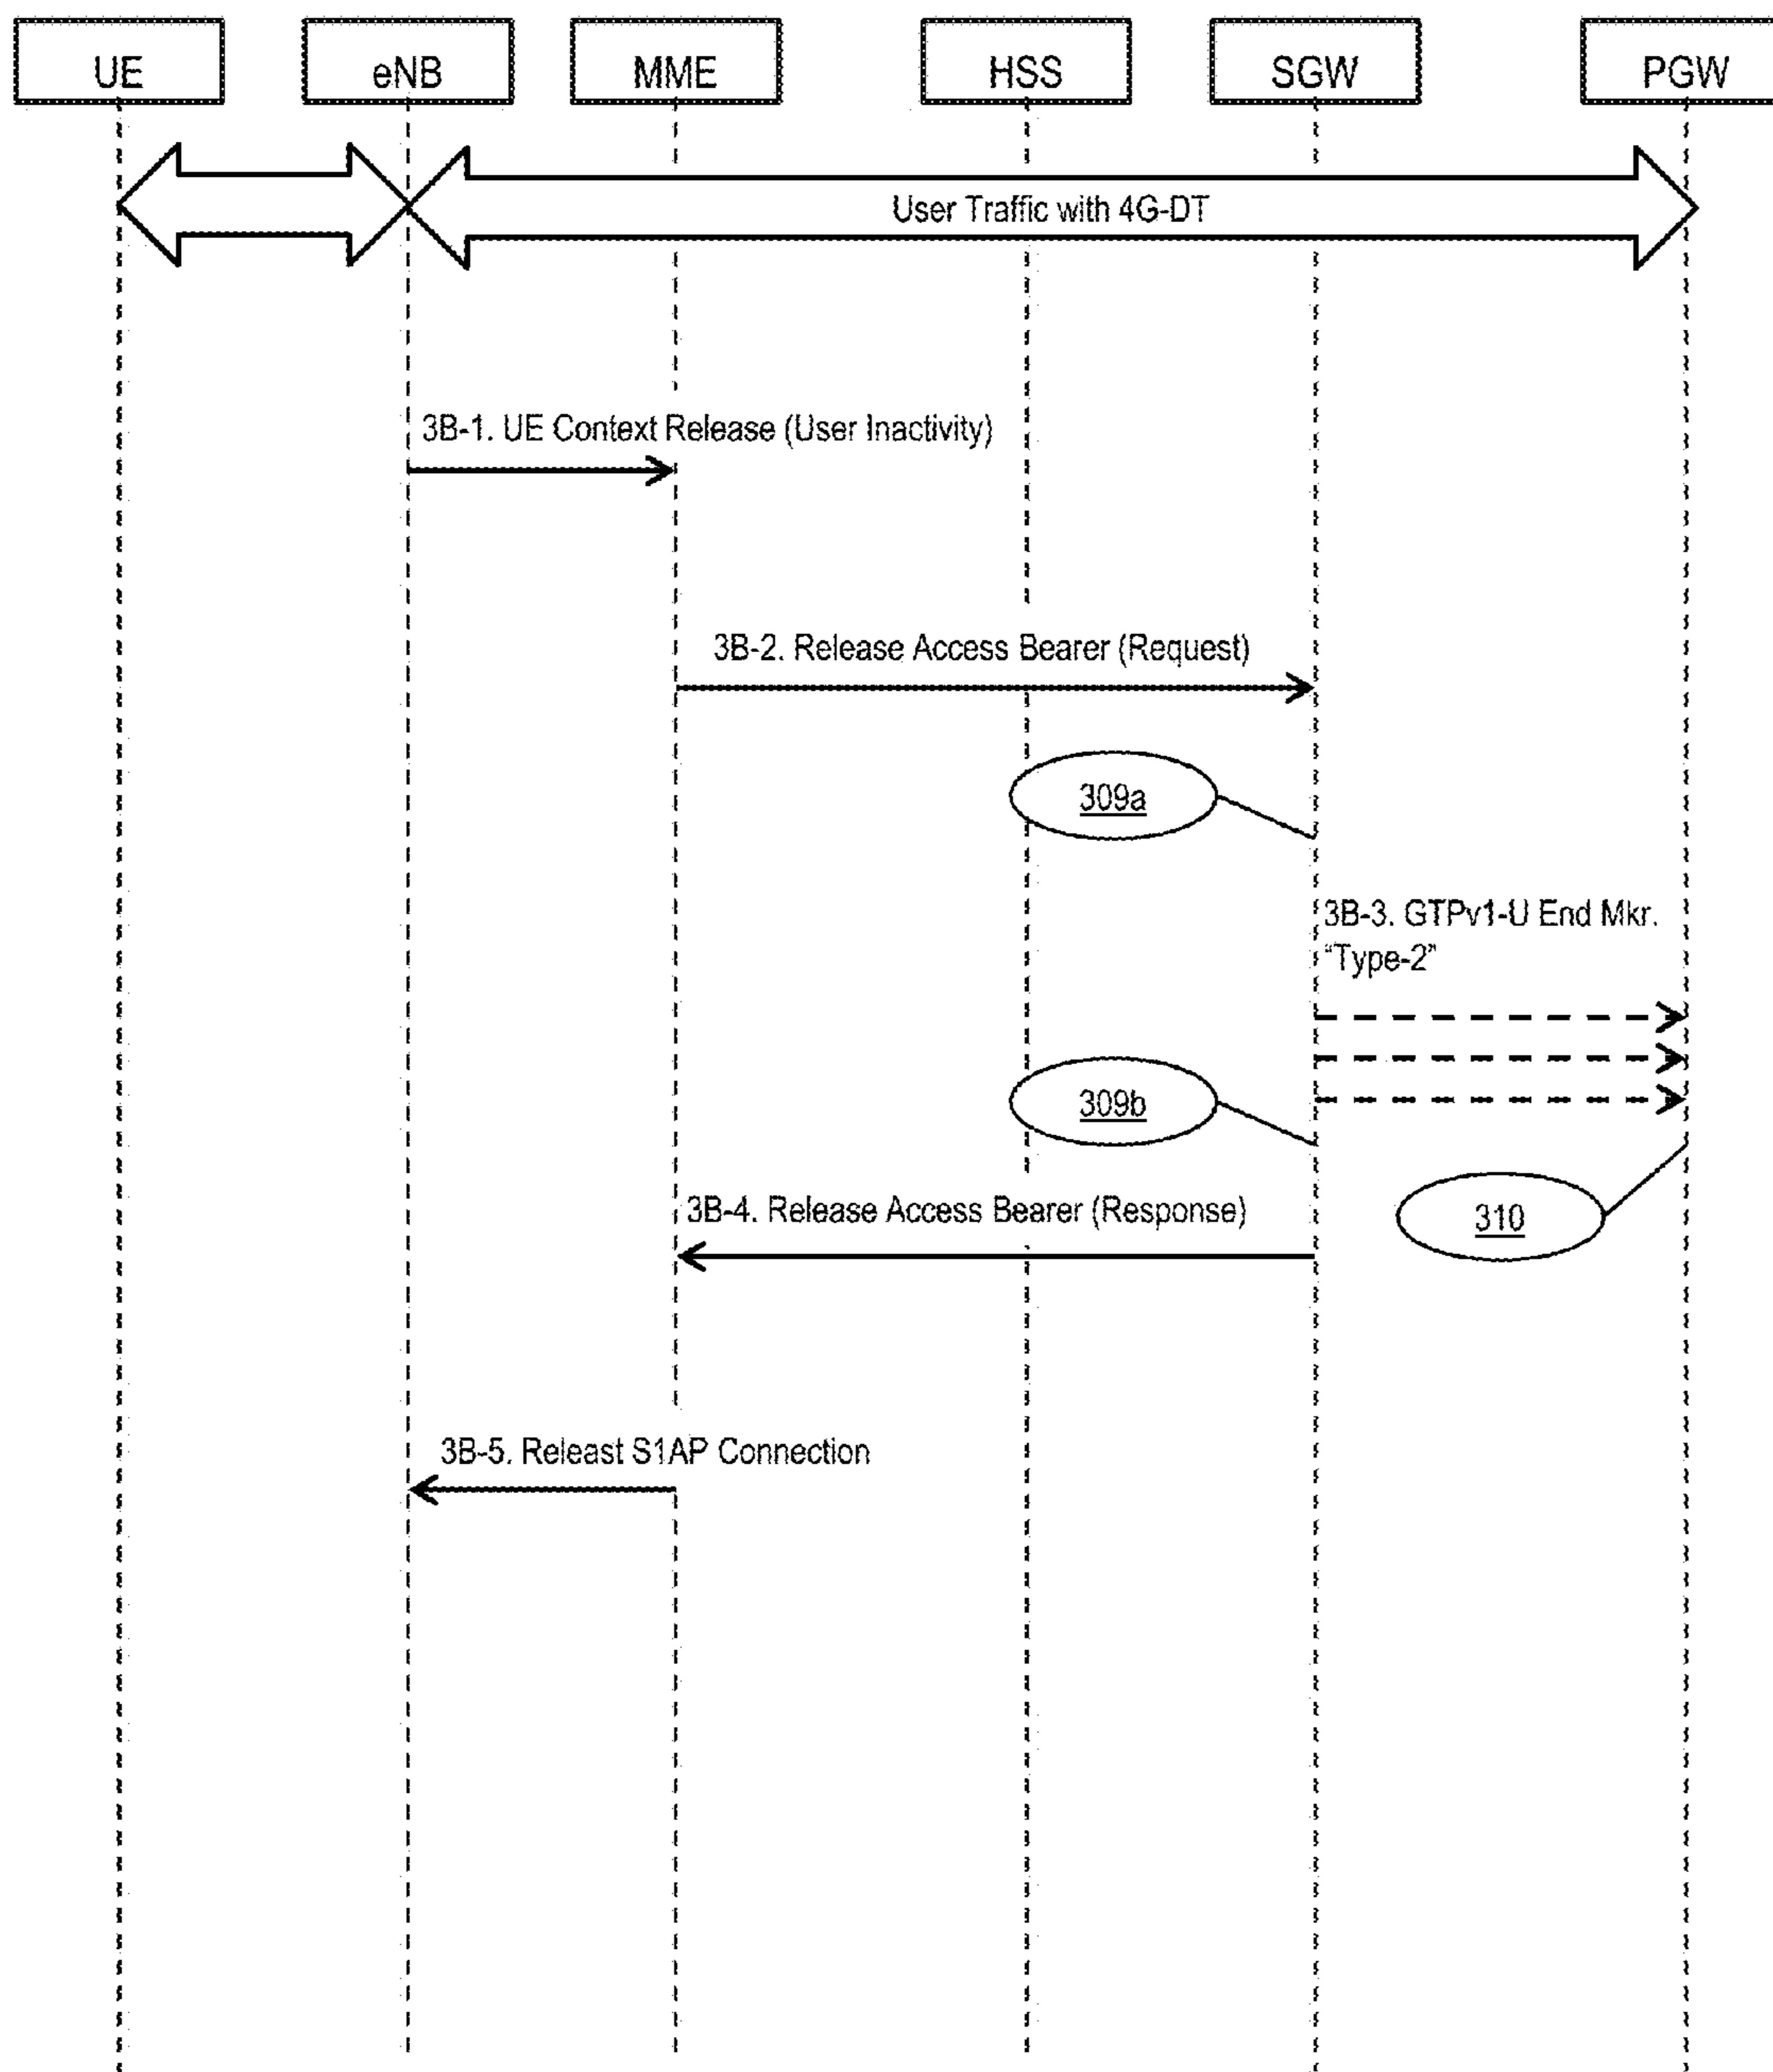 UE
eNB
MME
HSS
SGW
PGW
User Traffic with 4G-DT
3B-1. UE Context Release (User Inactivity)
3B-2. Release Access Bearer (Request)
309a
3B-3. GTPv1-U End Mkr.
"Type-2"
309b
3B-4. Release Access Bearer (Response)
310
3B-5. Releast S1AP Connection